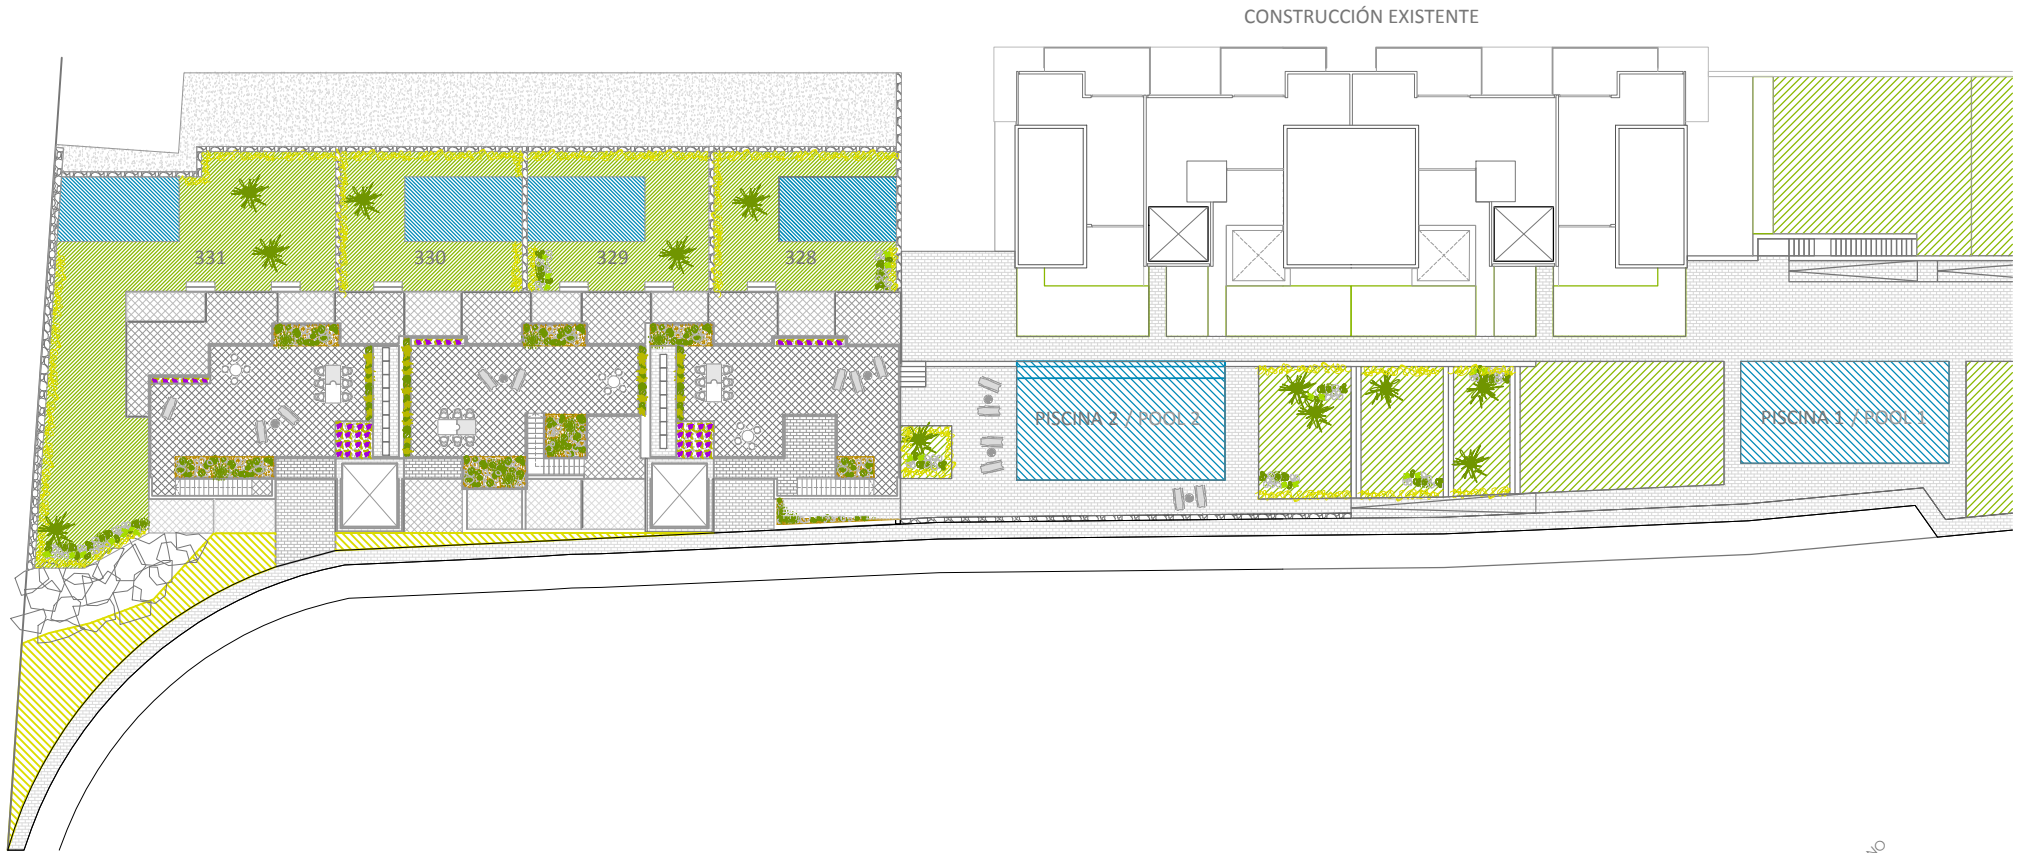 CONSTRUCCIÓN EXISTENTE
331
330
329
328
PISCINA 2 / POOL 2
PISCINA 1 / POOL 1